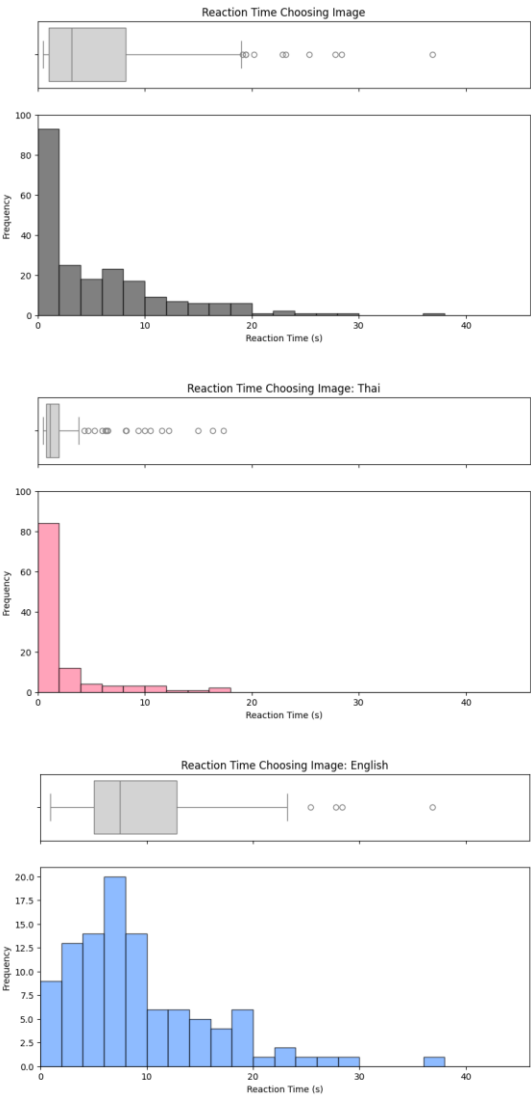 Reaction Time Choosing Image
100
80
60
40
20
0
Frequency
0 10 20 30 40
Reaction Time (s)
Reaction Time Choosing Image: Thai
100
80
60
40
20
0
Frequency
0 10 20 30 40
Reaction Time (s)
Reaction Time Choosing Image: English
20.0
17.5
15.0
12.5
10.0
7.5
5.0
2.5
0.0
Frequency
0 10 20 30 40
Reaction Time (s)